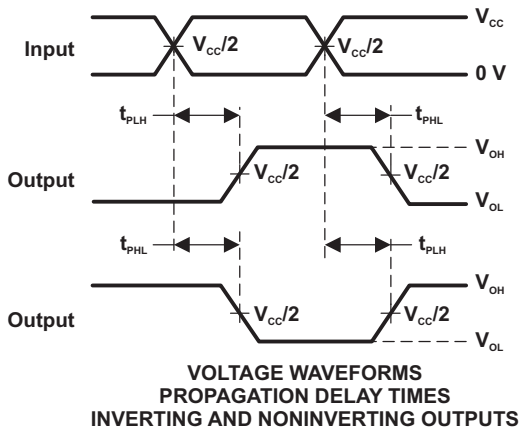 V_CC
Input V_CC/2 V_CC/2
0 V
t_PLH t_PHL
V_OH
Output V_CC/2 V_CC/2
V_OL
t_PHL t_PLH
V_OH
Output V_CC/2 V_CC/2
V_OL
VOLTAGE WAVEFORMS
PROPAGATION DELAY TIMES
INVERTING AND NONINVERTING OUTPUTS